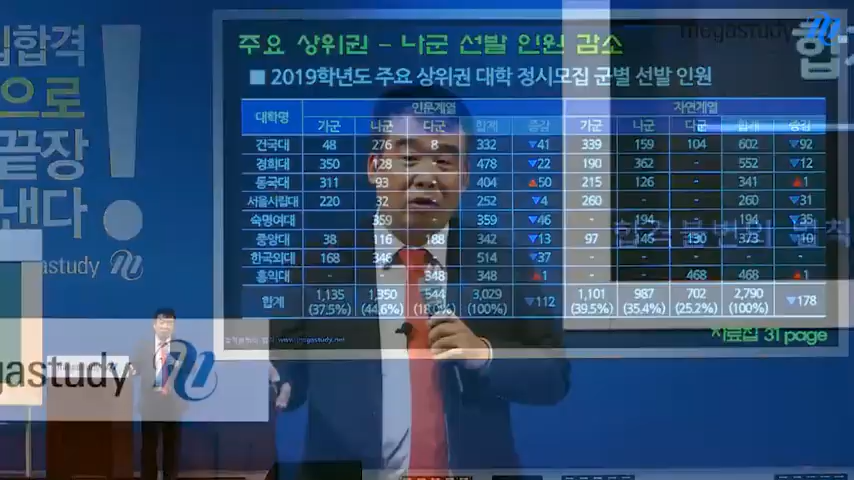 합격
으로
끝장
낸다!
megastudy
주요 상위권 - 나군 선발 인원 감소
■ 2019학년도 주요 상위권 대학 정시모집 군별 선발 인원
대학명 인문계열 자연계열
가군 나군 다군 합계 증감 가군 나군 다군 합계 증감
건국대 48 276 8 332 ▼41 339 159 104 602 ▼92
경희대 350 128 - 478 ▼22 190 362 - 552 ▼12
동국대 311 93 - 404 ▲50 215 126 - 341 ▲1
서울시립대 220 32 - 252 ▼4 260 - - 260 ▼31
숙명여대 - 359 - 359 ▼46 - 194 - 194 ▼35
중앙대 38 116 188 342 ▼13 97 146 130 373 ▼10
한국외대 168 346 514 ▼37
홍익대 348 348 ▲1 - - 468 468 ▲1
합계 1,135 1,350 544 3,029 ▼112 1,101 987 702 2,790 ▼178
(37.5%) (44.6%) (18.0%) (100%) (39.5%) (35.4%) (25.2%) (100%)
자료집 31 page
www.megastudy.net
megastudy
gastudy
합